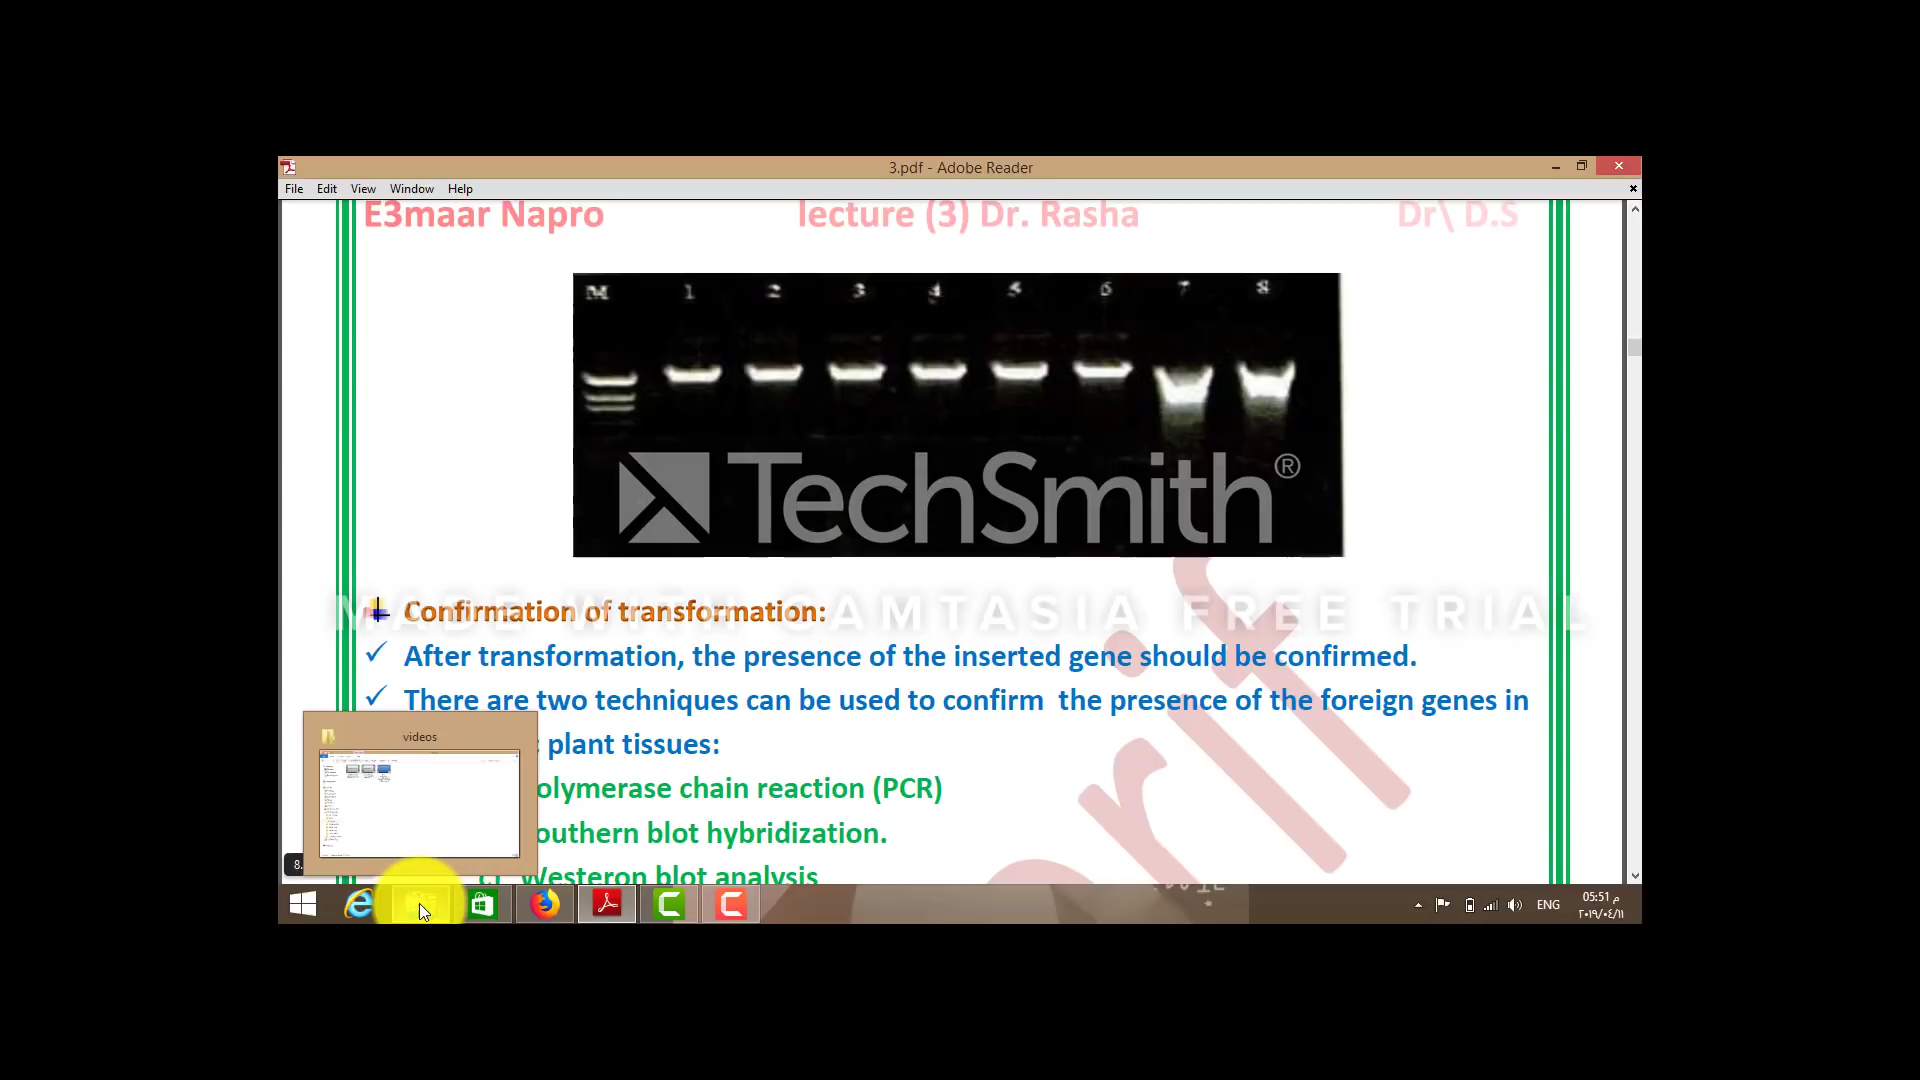 3.pdf - Adobe Reader
File Edit View Window Help
E3maar Napro lecture (3) Dr. Rasha Dr\ D.S
M 1 2 3 4 5 6 7 8
TechSmith®
MADE WITH CAMTASIA FREE TRIAL
Confirmation of transformation:
✓ After transformation, the presence of the inserted gene should be confirmed.
✓ There are two techniques can be used to confirm the presence of the foreign genes in
plant tissues:
olymerase chain reaction (PCR)
outhern blot hybridization.
Westeron blot analysis
videos
8.
ENG
05:51 م
٢٠١٩/٠٤/١١